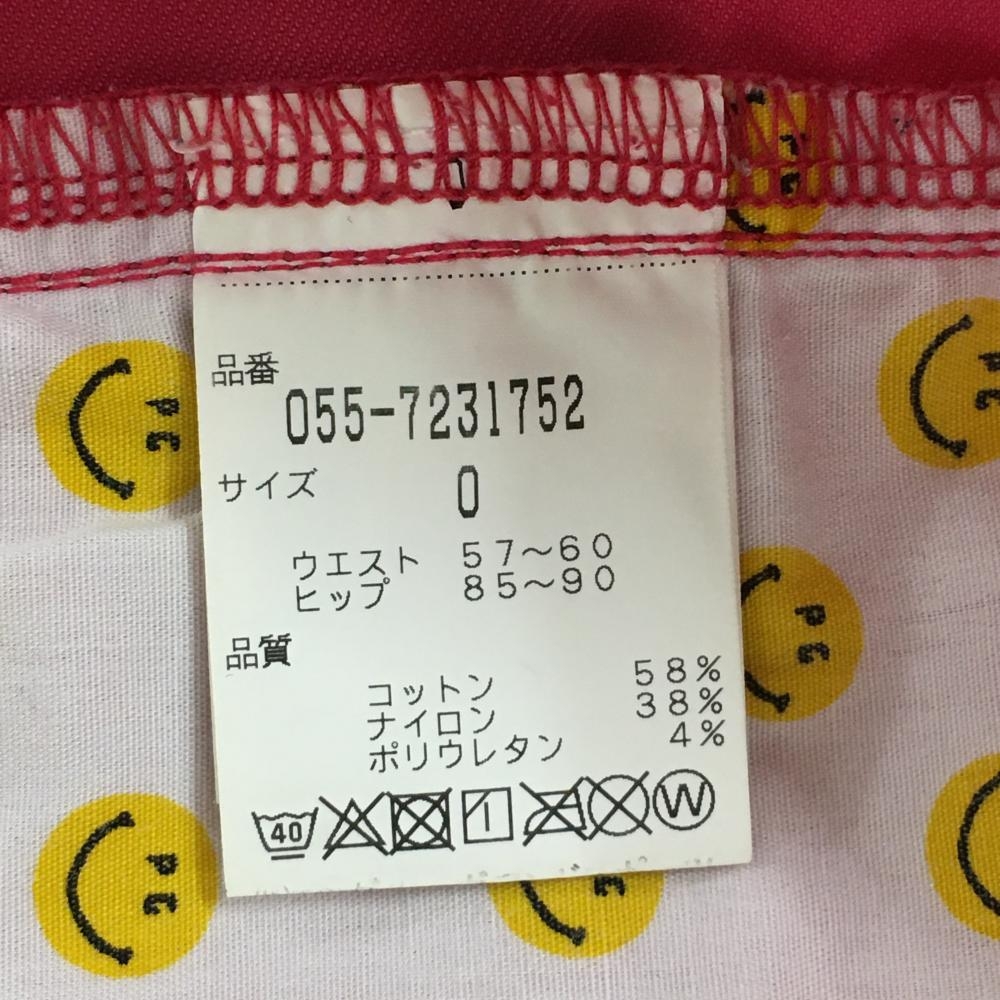 品番
055-7231752
サイズ 0
ウエスト 57〜60
ヒップ 85〜90
品質
コットン 58%
ナイロン 38%
ポリウレタン 4%
40 W